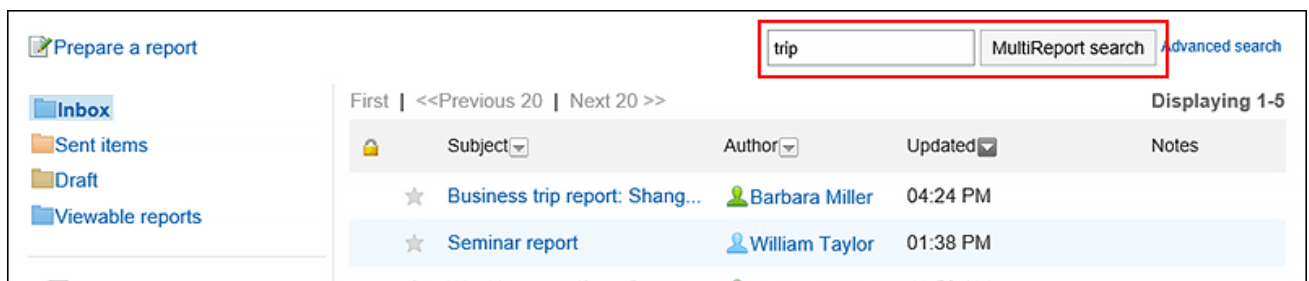 Prepare a report
trip MultiReport search Advanced search
Inbox
First | <<Previous 20 | Next 20 >> Displaying 1-5
Sent items
Subject Author Updated Notes
Draft
Business trip report: Shang... Barbara Miller 04:24 PM
Viewable reports
Seminar report William Taylor 01:38 PM